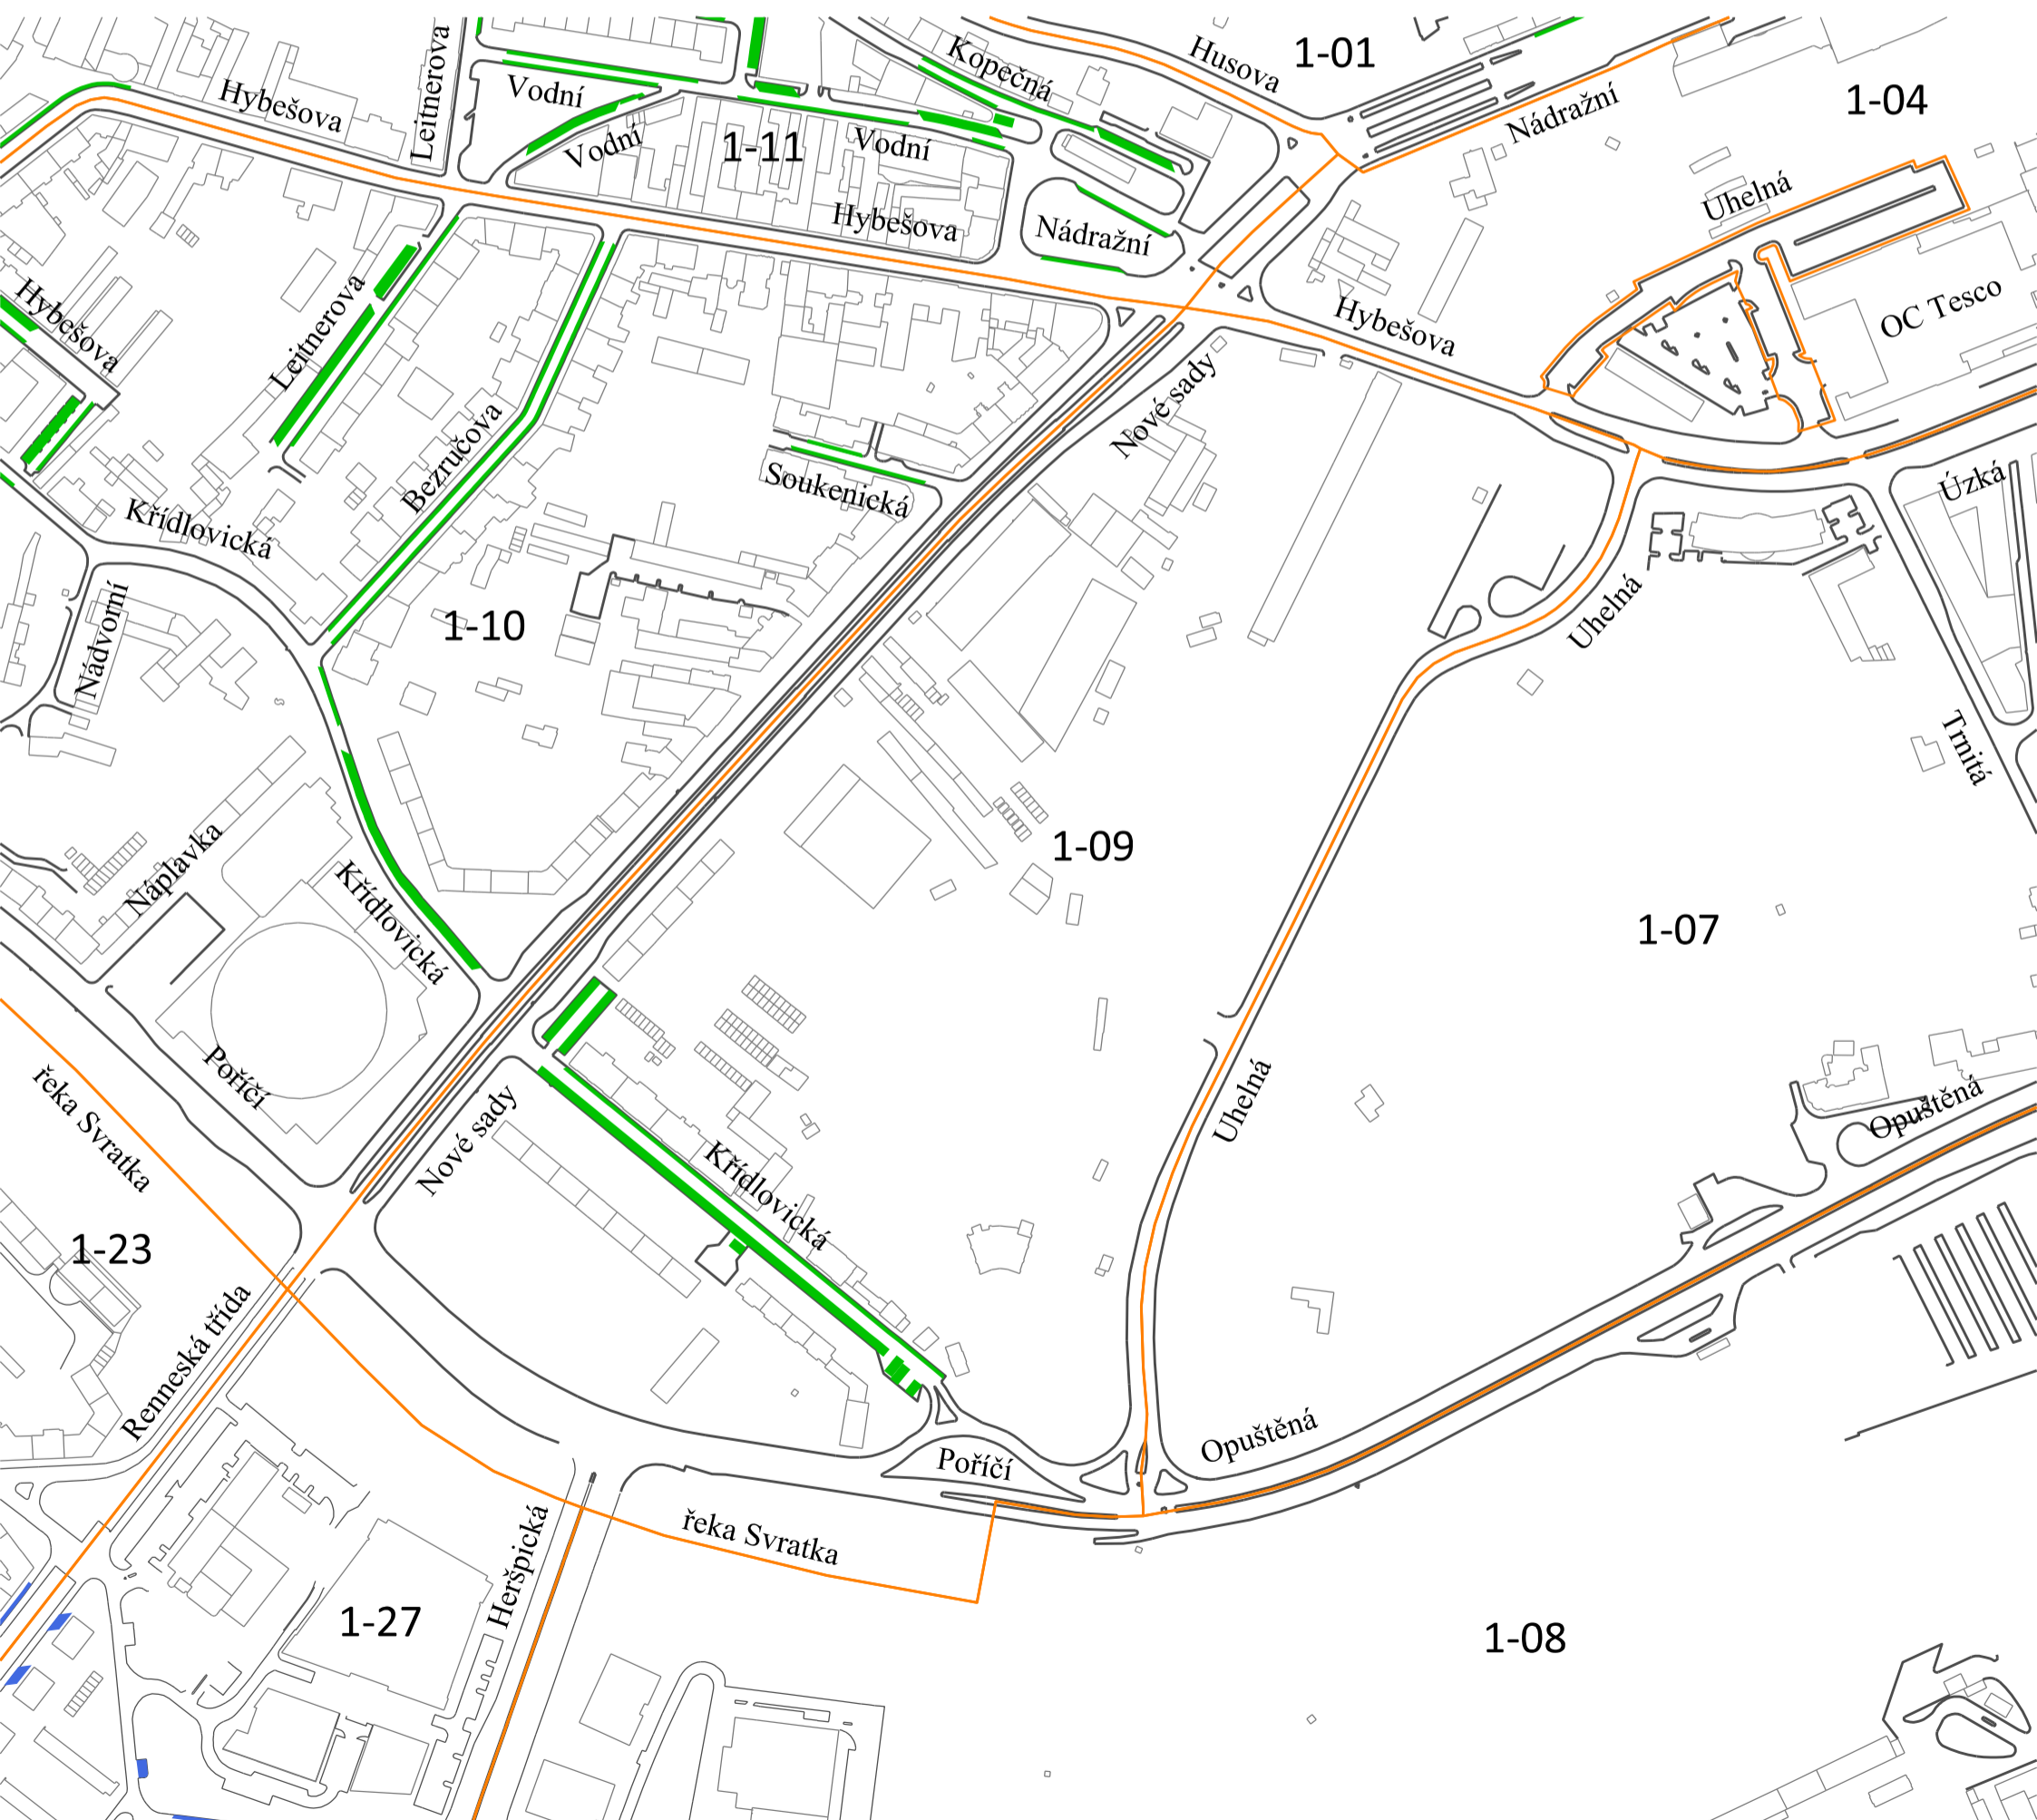 Husova
1-01
Kopečná
Leitnerova
Hybešova
Vodní
Nádražní
1-04
Vodní
1-11
Vodní
Uhelná
Hybešova
Nádražní
Hybešova
Leitnerova
Hybešova
OC Tesco
Nové sady
Bezručova
Soukenická
Úzká
Křídlovická
Nádvorní
1-10
Uhelná
Trnitá
1-09
Náplavka
Křídlovická
1-07
Poříčí
řeka Svratka
Nové sady
Uhelná
Opuštěná
Křídlovická
1-23
Renneská třída
Opuštěná
Poříčí
řeka Svratka
Heršpická
1-27
1-08